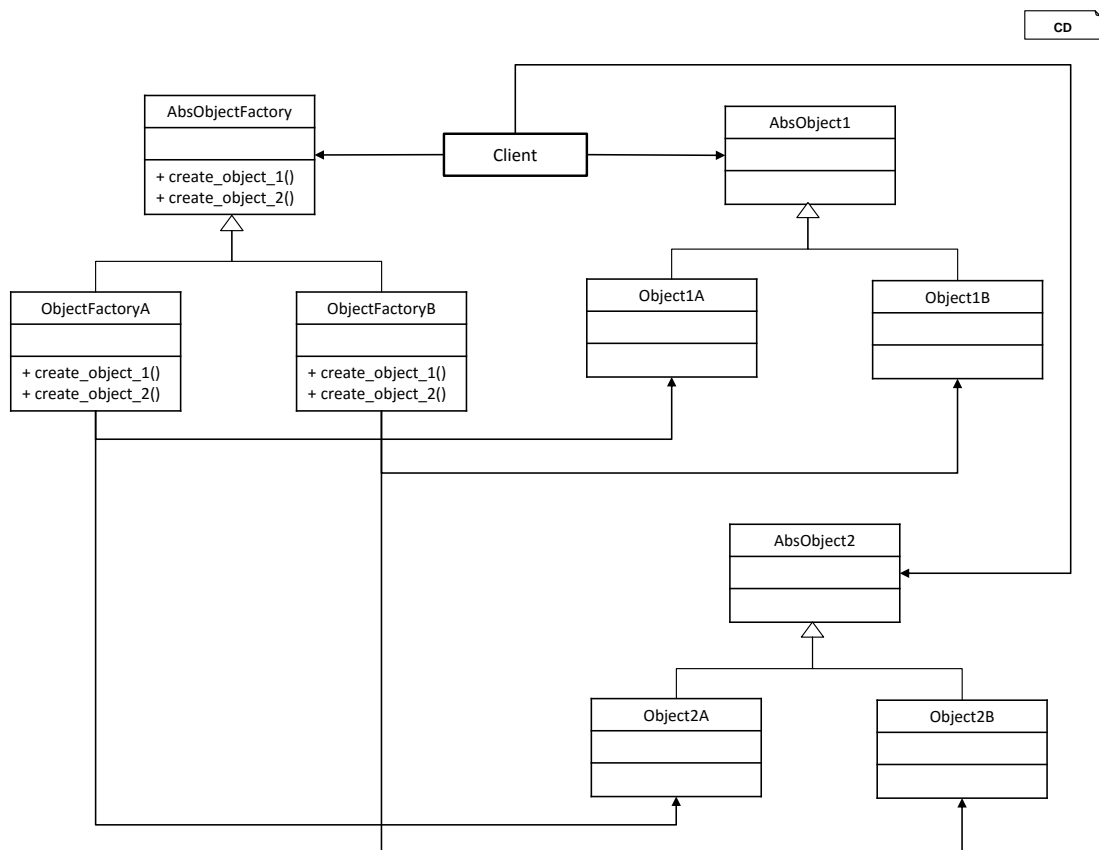 CD
AbsObjectFactory
+ create_object_1()
+ create_object_2()
Client
AbsObject1
ObjectFactoryA
+ create_object_1()
+ create_object_2()
ObjectFactoryB
+ create_object_1()
+ create_object_2()
Object1A
Object1B
AbsObject2
Object2A
Object2B